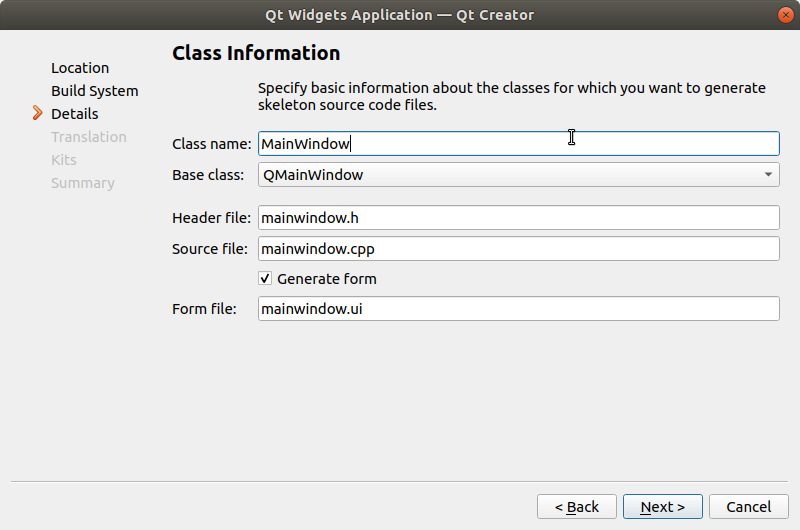 Qt Widgets Application — Qt Creator
Location
Build System
Details
Translation
Kits
Summary
Class Information
Specify basic information about the classes for which you want to generate
skeleton source code files.
Class name: MainWindow
Base class: QMainWindow
Header file: mainwindow.h
Source file: mainwindow.cpp
Generate form
Form file: mainwindow.ui
< Back Next > Cancel